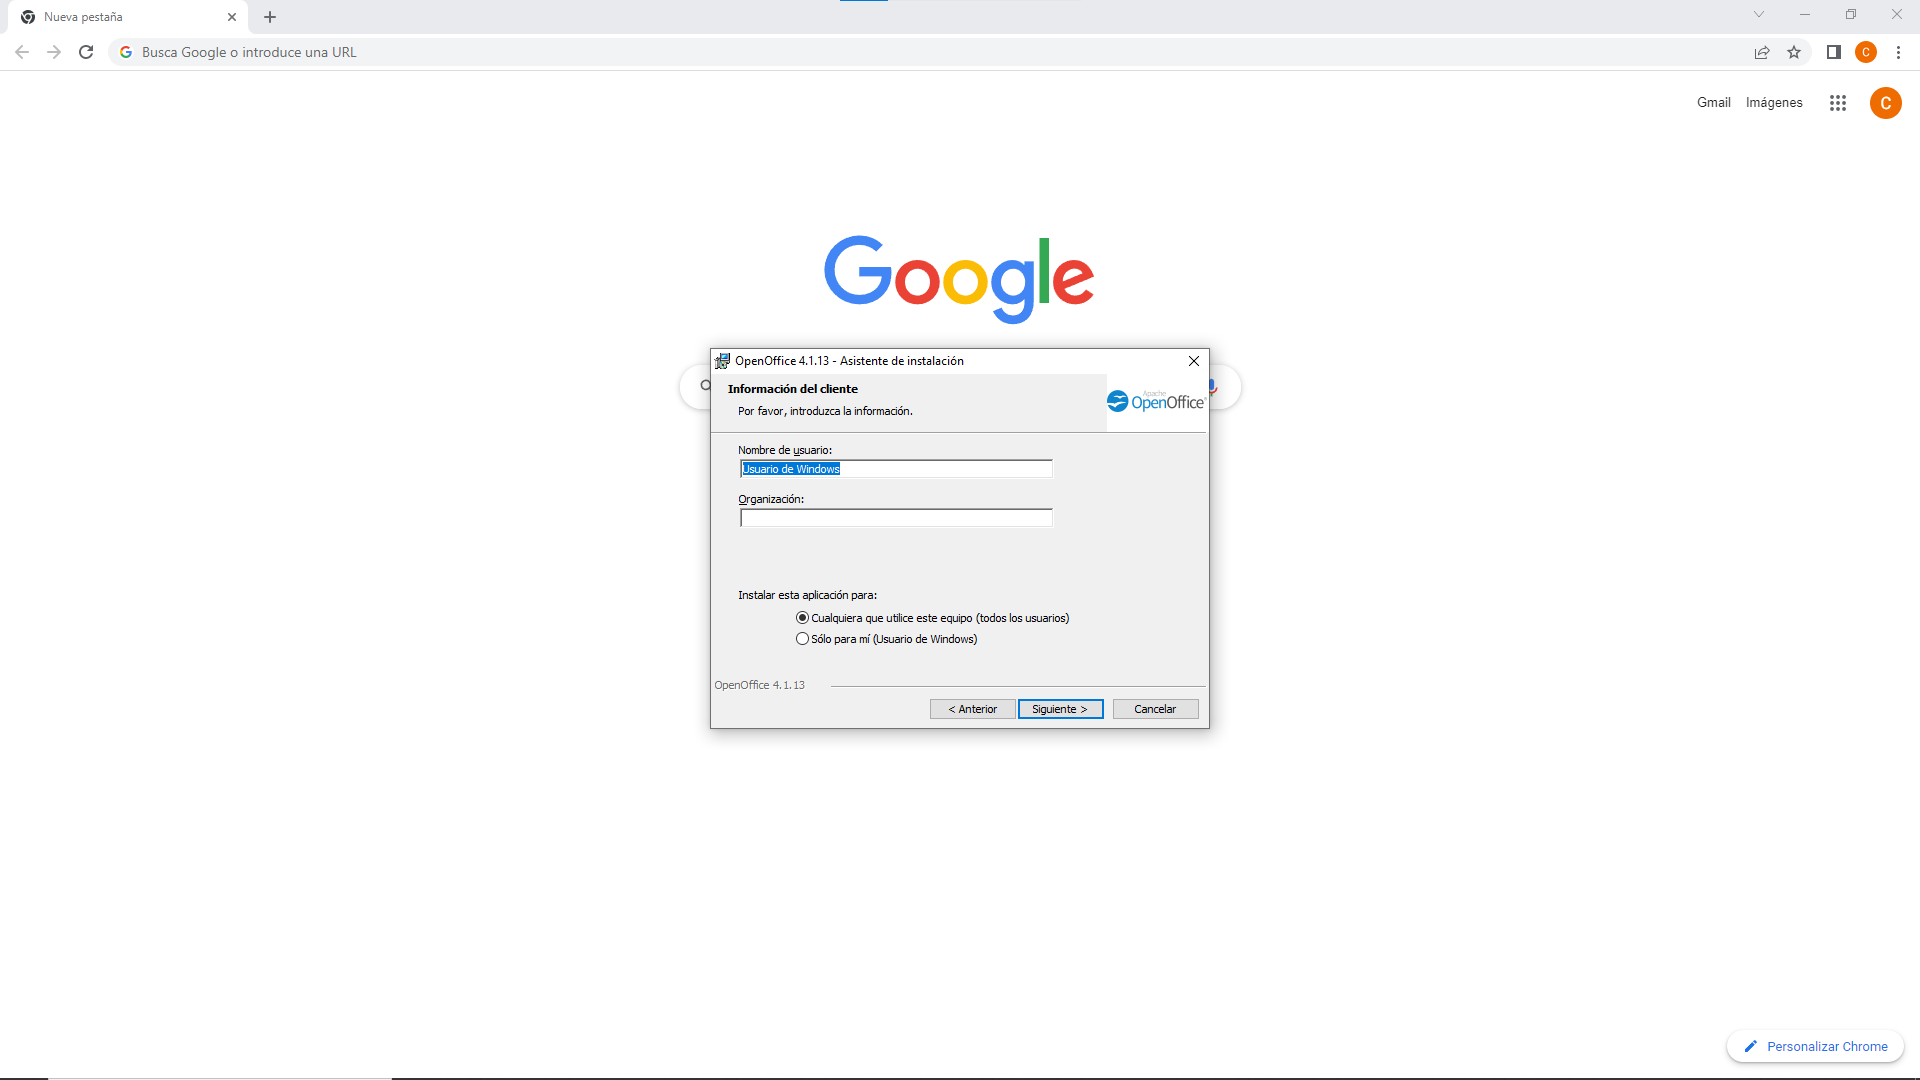 Nueva pestaña
Busca Google o introduce una URL
C
Gmail
Imágenes
C
Google
OpenOffice 4.1.13 - Asistente de instalación
Información del cliente
Por favor, introduzca la información.
Apache
OpenOffice
Nombre de usuario:
Usuario de Windows
Organización:
Instalar esta aplicación para:
Cualquiera que utilice este equipo (todos los usuarios)
Sólo para mí (Usuario de Windows)
OpenOffice 4.1.13
< Anterior
Siguiente >
Cancelar
Personalizar Chrome